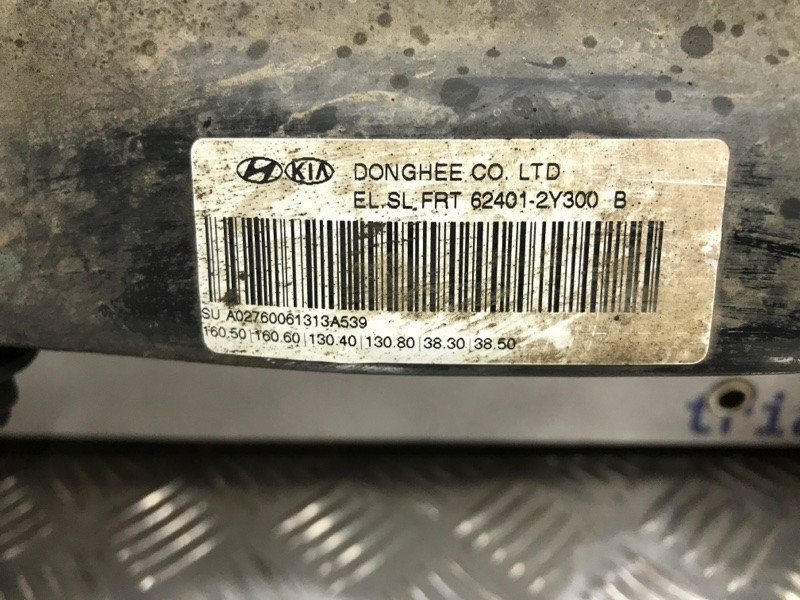 KIA DONGHEE CO. LTD
EL.SL FRT 62401-2Y300 B
SU A02760061313A539
160.50|160.60|130.40|130.80|38.30|38.50